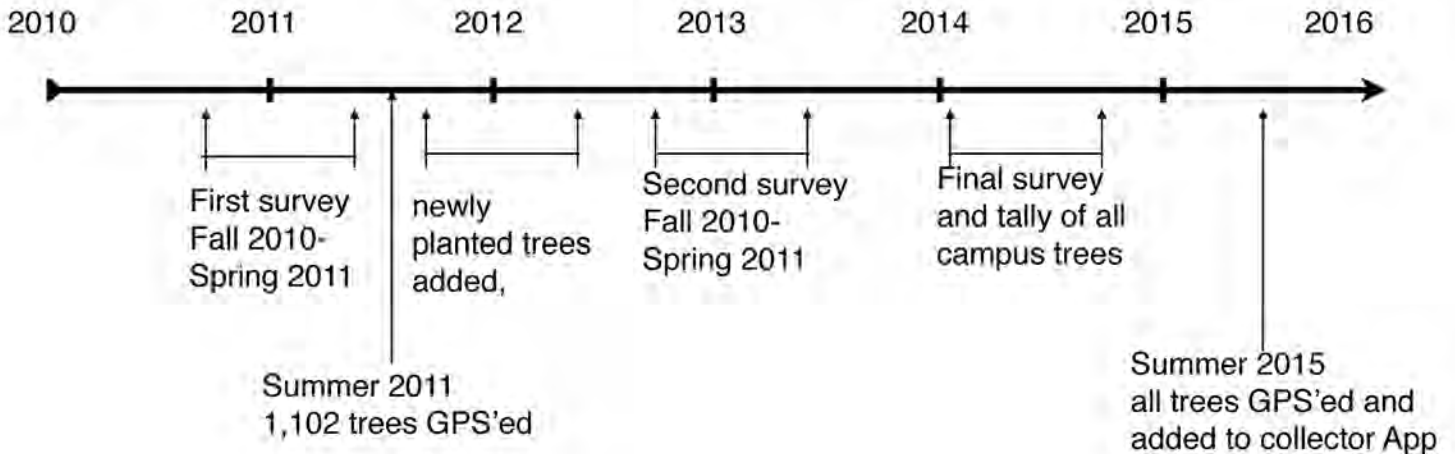 2010 2011 2012 2013 2014 2015 2016
First survey
Fall 2010-
Spring 2011
newly
planted trees
added,
Second survey
Fall 2010-
Spring 2011
Final survey
and tally of all
campus trees
Summer 2011
1,102 trees GPS'ed
Summer 2015
all trees GPS'ed and
added to collector App